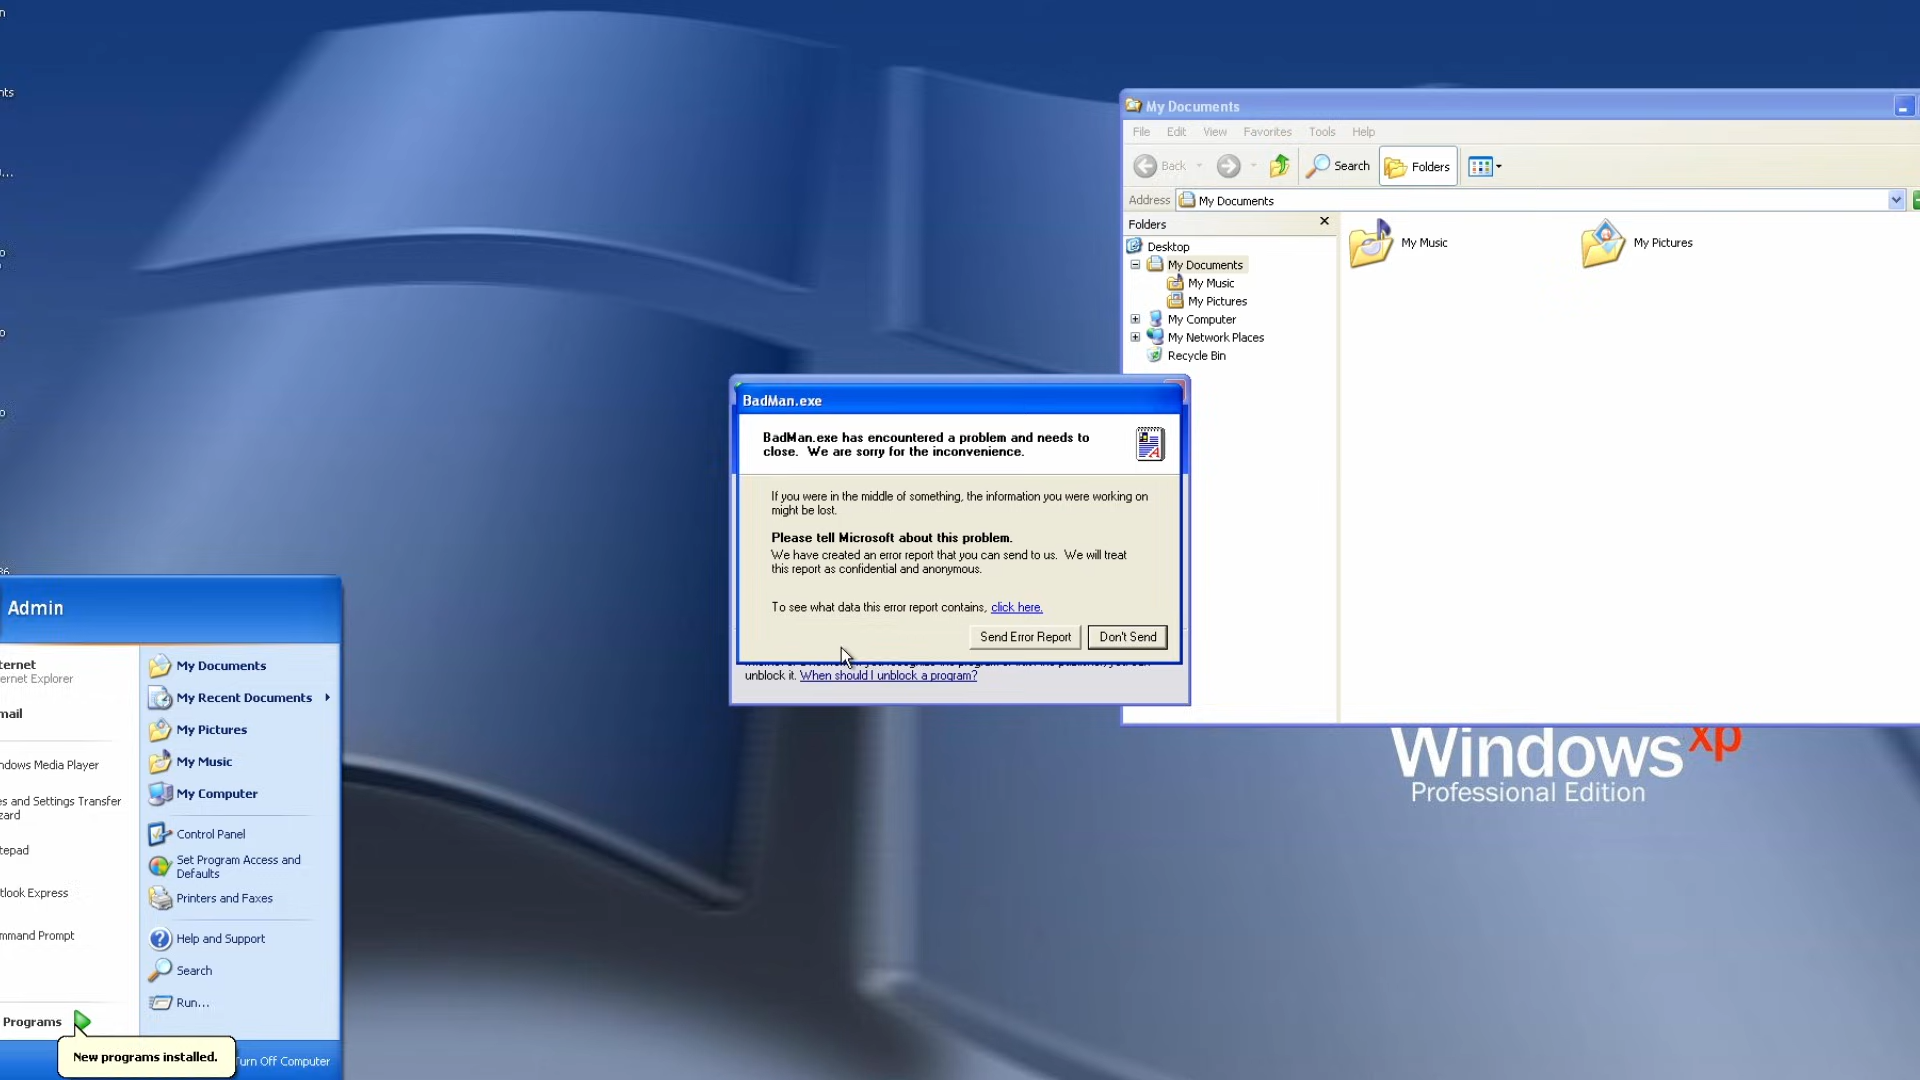 My Documents
File Edit View Favorites Tools Help
Back Search Folders
Address My Documents
Folders
Desktop
My Documents
My Music
My Pictures
My Computer
My Network Places
Recycle Bin
My Music
My Pictures
BadMan.exe
BadMan.exe has encountered a problem and needs to
close. We are sorry for the inconvenience.
If you were in the middle of something, the information you were working on
might be lost.
Please tell Microsoft about this problem.
We have created an error report that you can send to us. We will treat
this report as confidential and anonymous.
To see what data this error report contains, click here.
Send Error Report Don't Send
unblock it. When should I unblock a program?
Windows xp
Professional Edition
Admin
ternet
ernet Explorer
mail
ndows Media Player
es and Settings Transfer
zard
tepad
tlook Express
mmand Prompt
Programs
My Documents
My Recent Documents
My Pictures
My Music
My Computer
Control Panel
Set Program Access and
Defaults
Printers and Faxes
Help and Support
Search
Run...
New programs installed.
urn Off Computer